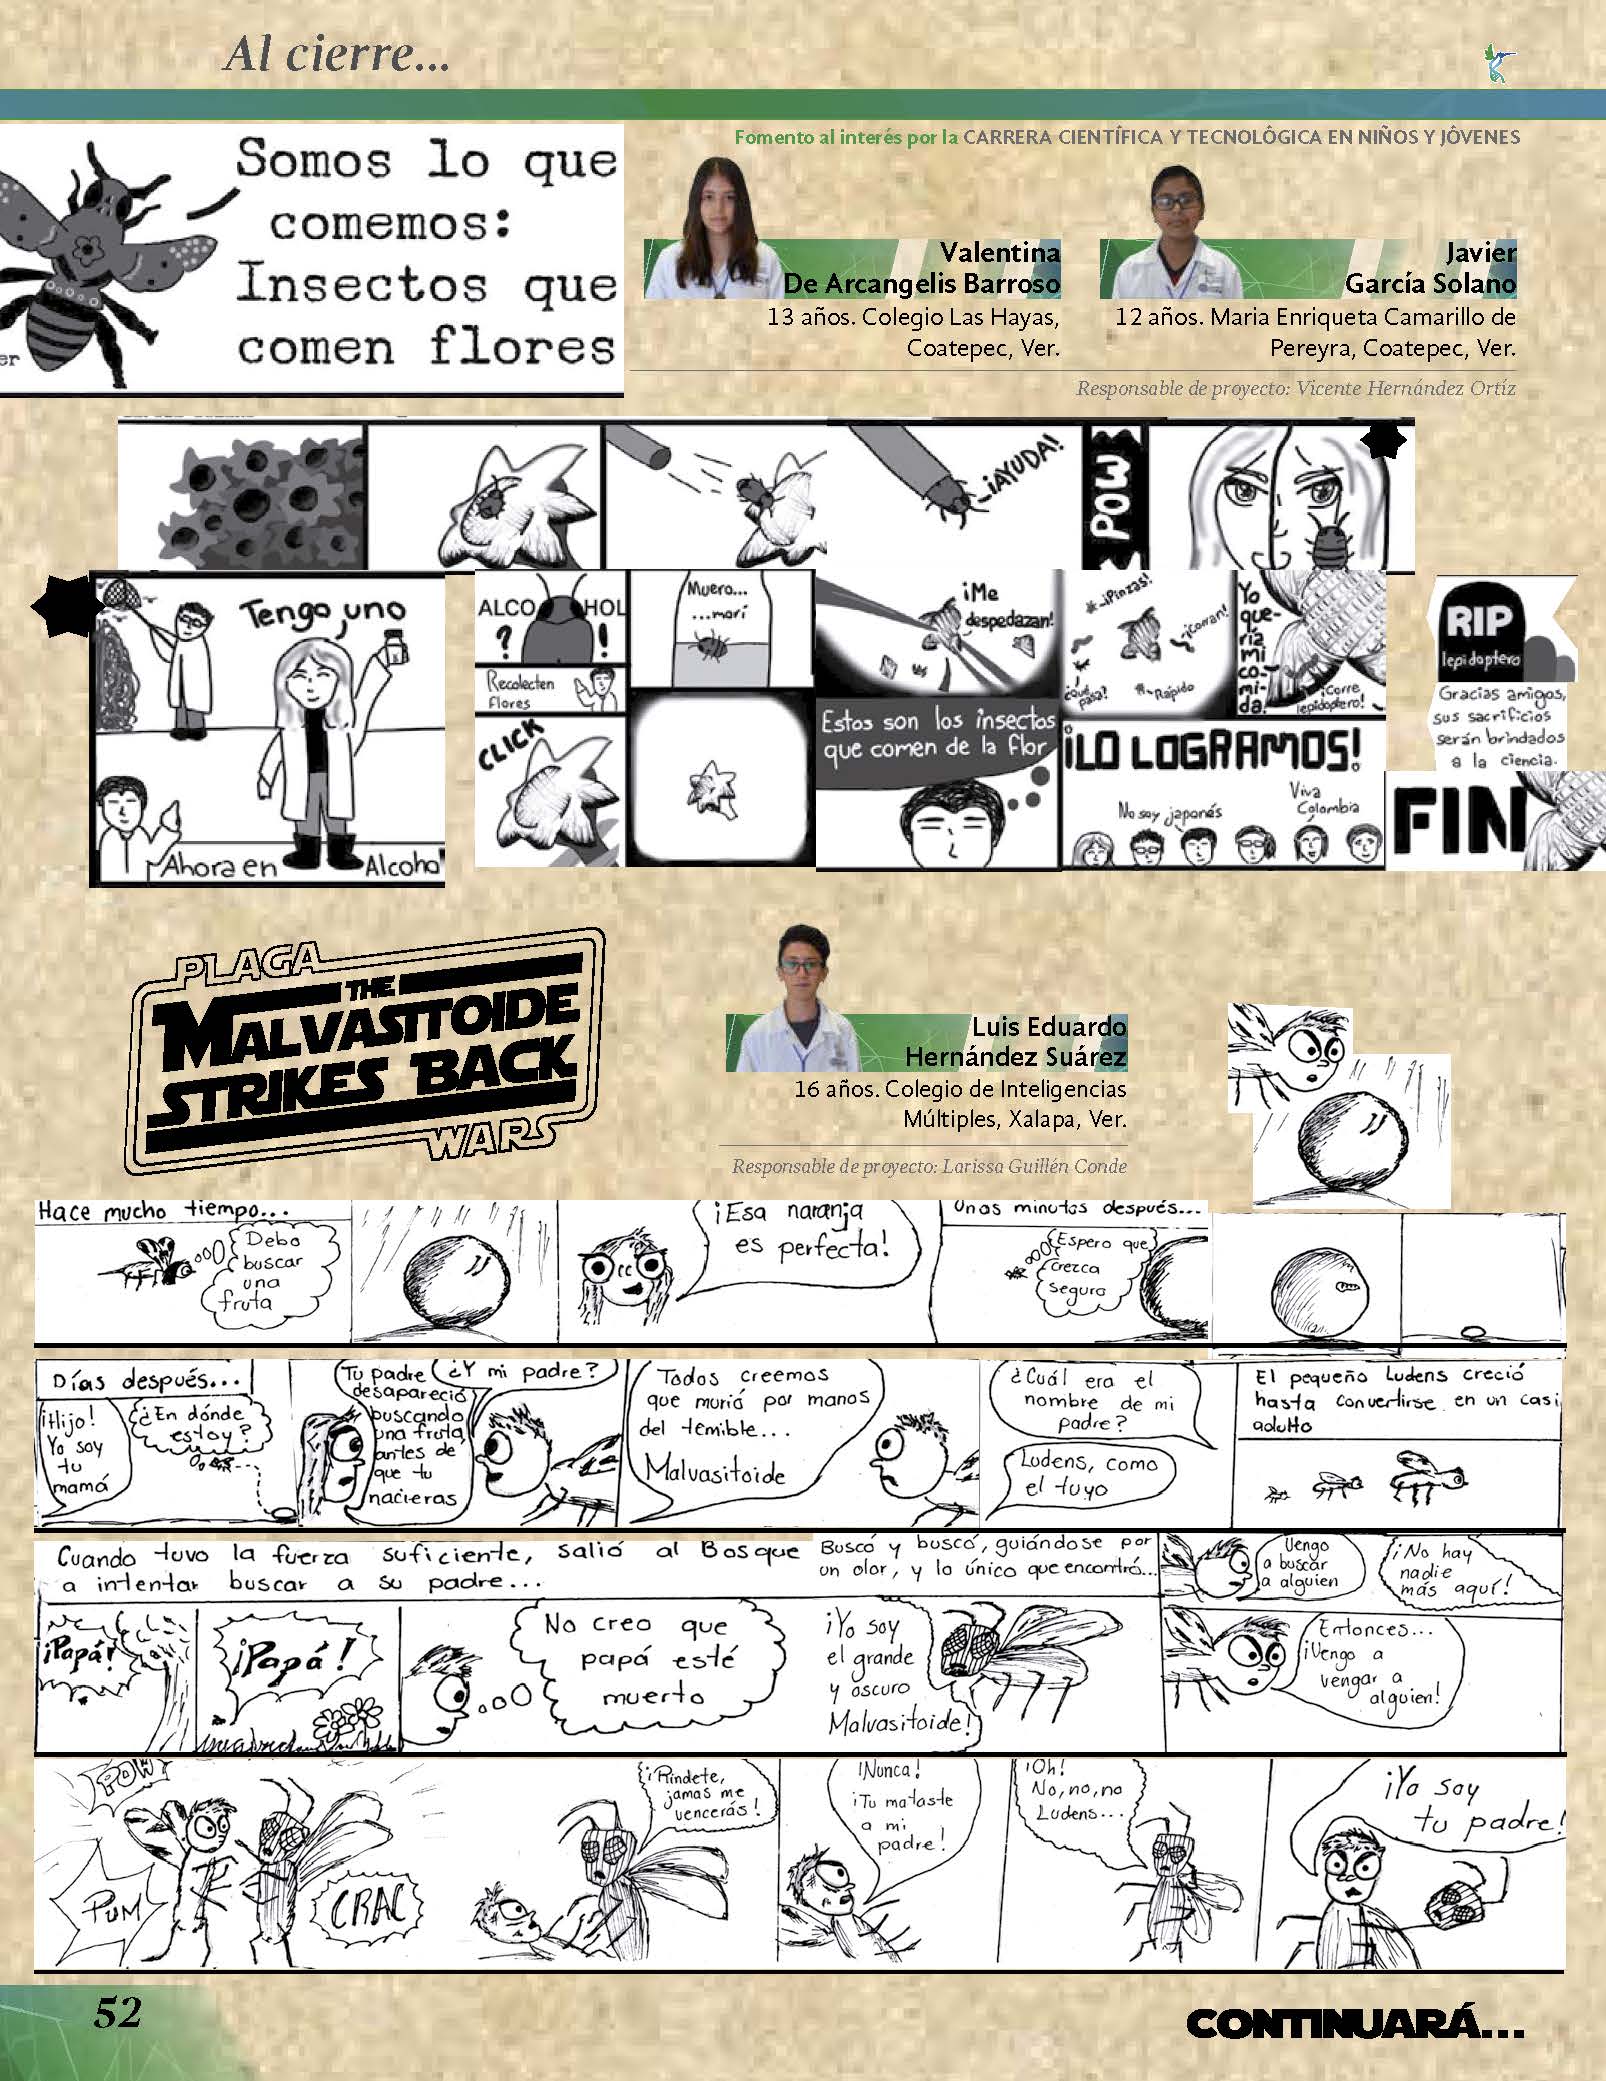 Al cierre...
Fomento al interés por la CARRERA CIENTÍFICA Y TECNOLÔGICA EN NIÑOS Y JÔVENES
Somos lo que
comemos:
Insectos que
comen flores
er
Valentina
De Arcangelis Barroso
13 años. Colegio Las Hayas,
Coatepec, Ver.
Javier
García Solano
12 años. Maria Enriqueta Camarillo de
Pereyra, Coatepec, Ver.
Responsable de proyecto: Vicente Hernández Ortíz
¡AYUDA!
POW
Tengo uno
Ahora en Alcohol
ALCOHOL
? !
Recolecten
flores
CLICK
Muero...
...morí
¡Me
despedazan!
Estos son los insectos
que comen de la flor
¡Pinzas!
¡Corran!
¿qué
pasa?
Rápido
Yo
que-
ría
mi
co-
mi-
da.
¡Corre
lepidoptero!
¡LO LOGRAMOS!
No soy japonés
Viva
Colombia
RIP
lepidoptero
Gracias amigos,
sus sacrificios
serán brindados
a la ciencia.
FIN
PLAGA
THE
MALVASITOIDE
STRIKES BACK
WARS
Luis Eduardo
Hernández Suárez
16 años. Colegio de Inteligencias
Múltiples, Xalapa, Ver.
Responsable de proyecto: Larissa Guillén Conde
Hace mucho tiempo...
Debo
buscar
una
fruta
¡Esa naranja
es perfecta!
Unos minutos después...
Espero que
crezca
seguro
Días después...
¡Hijo!
Yo soy
tu
mamá
¿En dónde
estoy?
¿Y mi padre?
Tu padre
desapareció
buscando
una fruta,
antes de
que tu
nacieras
Todos creemos
que murió por manos
del temible...
Malvasitoide
¿Cuál era el
nombre de mi
padre?
Ludens, como
el tuyo
El pequeño Ludens creció
hasta convertirse en un casi
adulto
Cuando tuvo la fuerza suficiente, salió al Bosque
a intentar buscar a su padre...
¡Papá!
¡Papá!
No creo que
papá esté
muerto
Buscó y buscó, guiándose por
un olor, y lo único que encontró...
¡Yo soy
el grande
y oscuro
Malvasitoide!
Vengo
a buscar
a alguien
¡No hay
nadie
más aquí!
Entonces...
¡Vengo a
vengar a
alguien!
POW
PUM
CRAC
¡Ríndete,
jamas me
vencerás!
¡Nunca!
¡Tu mataste
a mi
padre!
¡Oh!
No, no, no
Ludens...
¡Yo soy
tu padre!
52
CONTINUARÁ...